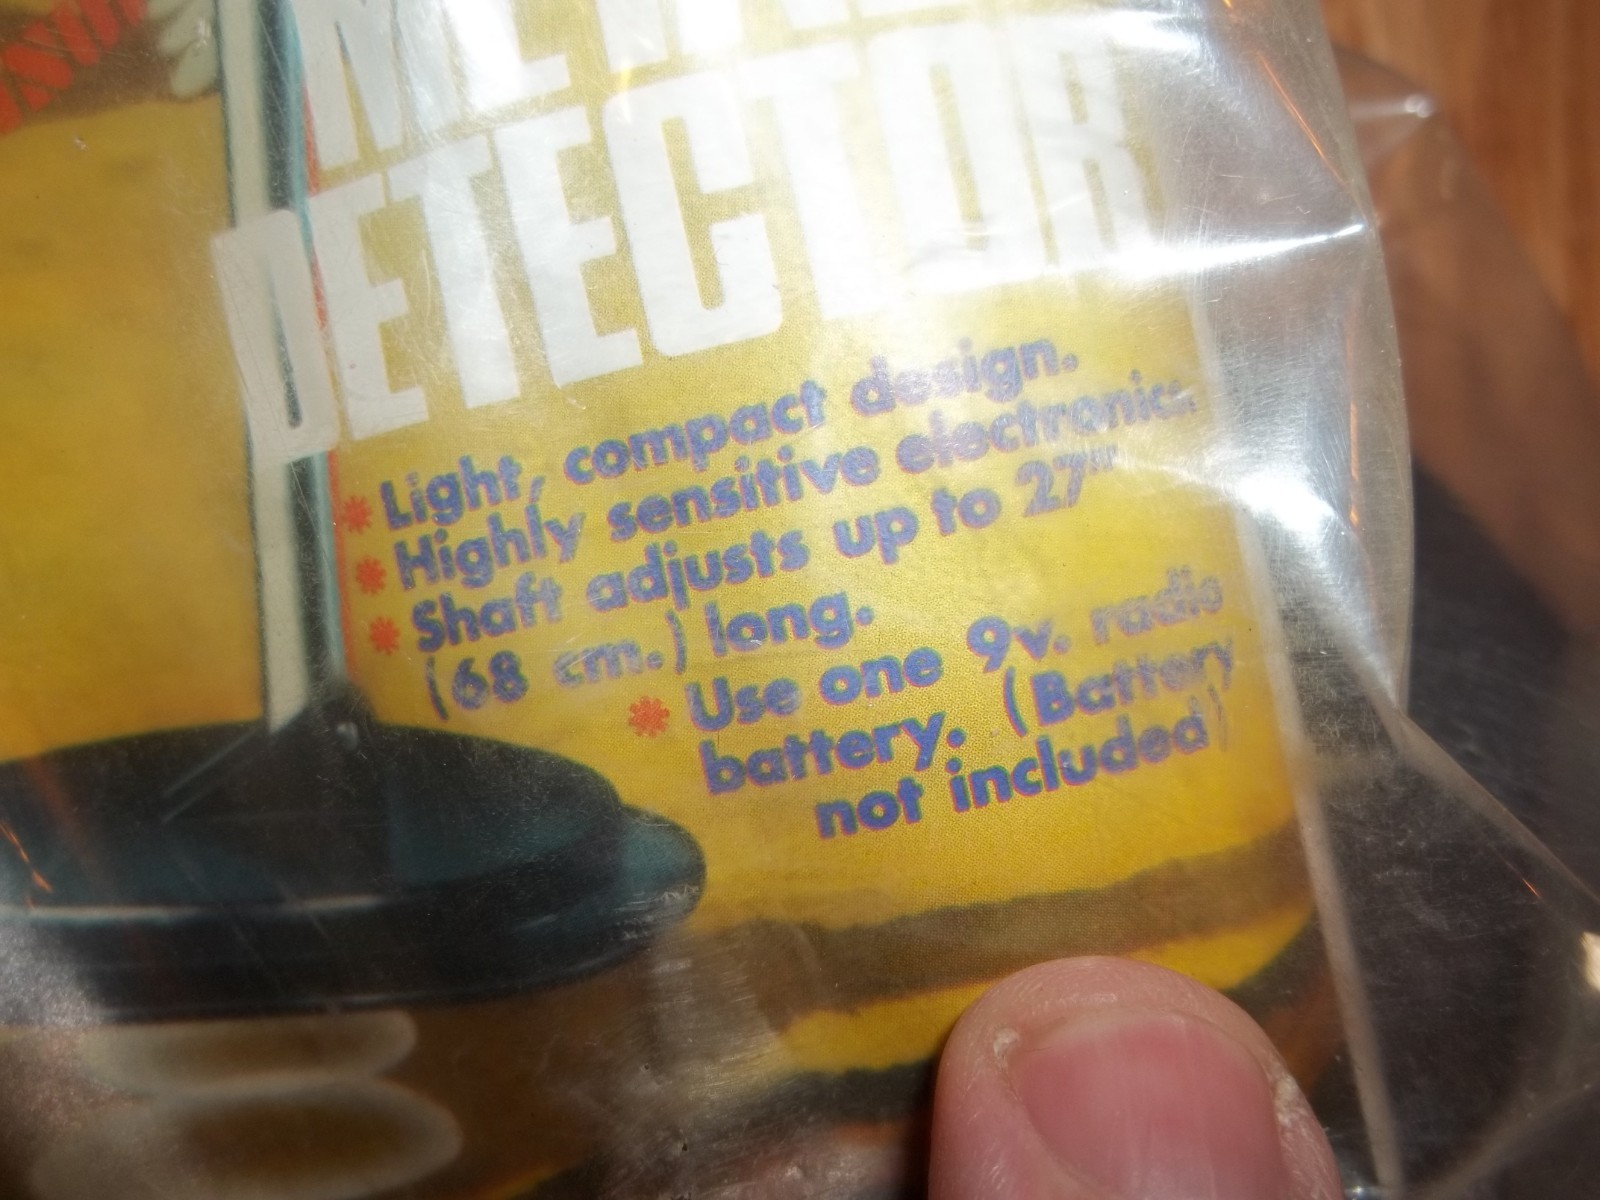 METAL
DETECTOR
* Light, compact design.
* Highly sensitive electronics
* Shaft adjusts up to 27"
(68 cm.) long.
* Use one 9v. radio
battery. (Battery
not included)